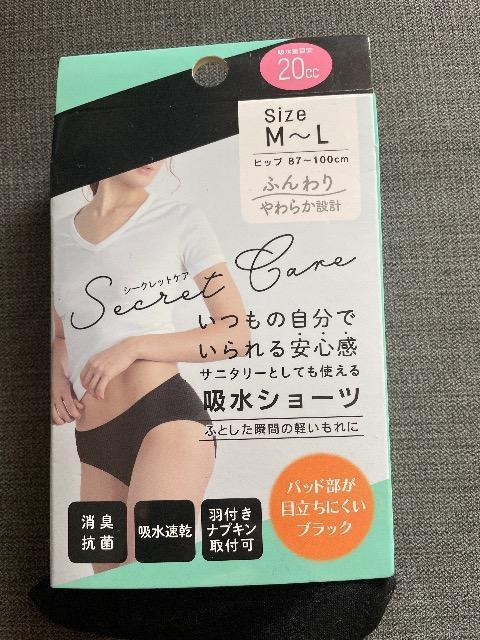 吸水量目安
20cc
Size
M～L
ヒップ 87～100cm
ふんわり
やわらか設計
シークレットケア
Secret Care
いつもの自分で
いられる安心感
サニタリーとしても使える
吸水ショーツ
ふとした瞬間の軽いもれに
消臭
抗菌
吸水速乾
羽付き
ナプキン
取付可
パッド部が
目立ちにくい
ブラック